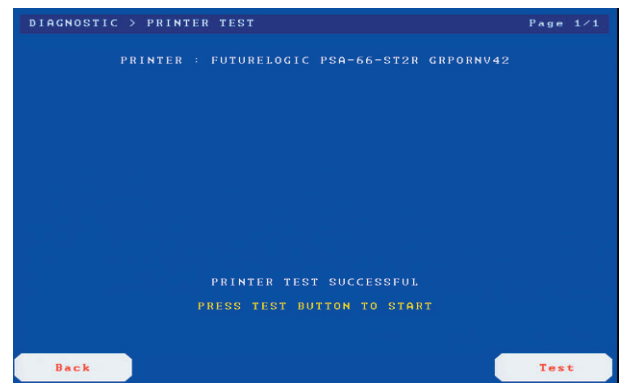 DIAGNOSTIC > PRINTER TEST Page 1/1
PRINTER : FUTURELOGIC PSA-66-ST2R GRPORNV42
PRINTER TEST SUCCESSFUL
PRESS TEST BUTTON TO START
Back Test